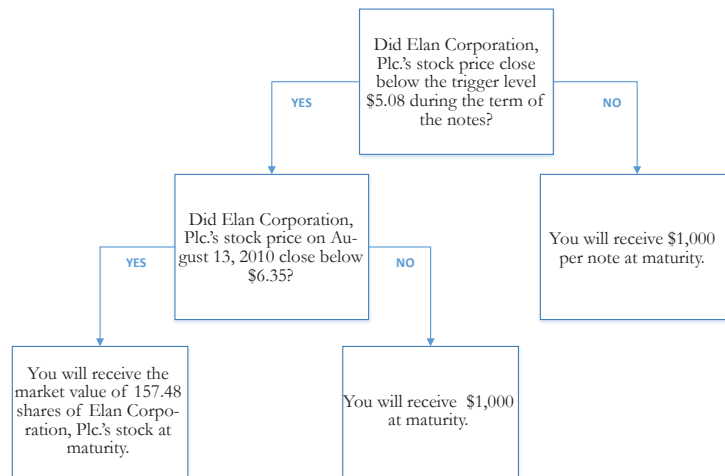 Did Elan Corporation,
Plc.'s stock price close
below the trigger level
$5.08 during the term of
the notes?
YES
NO
Did Elan Corporation,
Plc.'s stock price on Au-
gust 13, 2010 close below
$6.35?
You will receive $1,000
per note at maturity.
YES
NO
You will receive the
market value of 157.48
shares of Elan Corpo-
ration, Plc.'s stock at
maturity.
You will receive $1,000
at maturity.